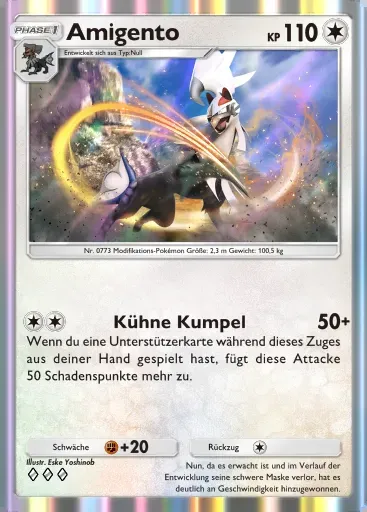 PHASE 1
Amigento
KP 110
Entwickelt sich aus Typ:Null
Nr. 0773 Modifikations-Pokémon Größe: 2,3 m Gewicht: 100,5 kg
Kühne Kumpel 50+
Wenn du eine Unterstützerkarte während dieses Zuges
aus deiner Hand gespielt hast, fügt diese Attacke
50 Schadenspunkte mehr zu.
Schwäche +20
Rückzug
Illustr. Eske Yoshinob
Nun, da es erwacht ist und im Verlauf der
Entwicklung seine schwere Maske verlor, hat es
deutlich an Geschwindigkeit hinzugewonnen.